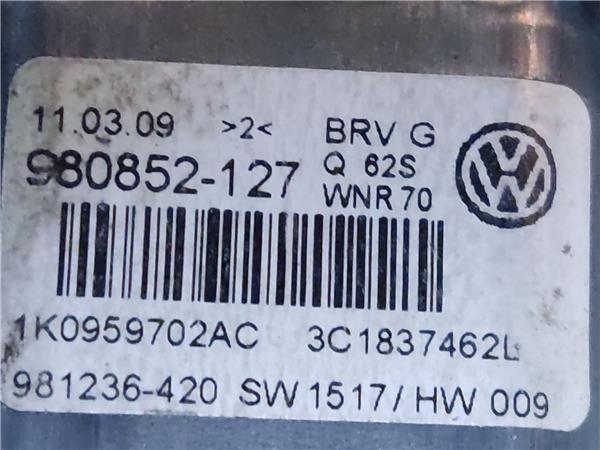 11.03.09 >2< BRV G
980852-127 Q 62S
WNR 70
1K0959702AC 3C1837462L
981236-420 SW 1517/ HW 009